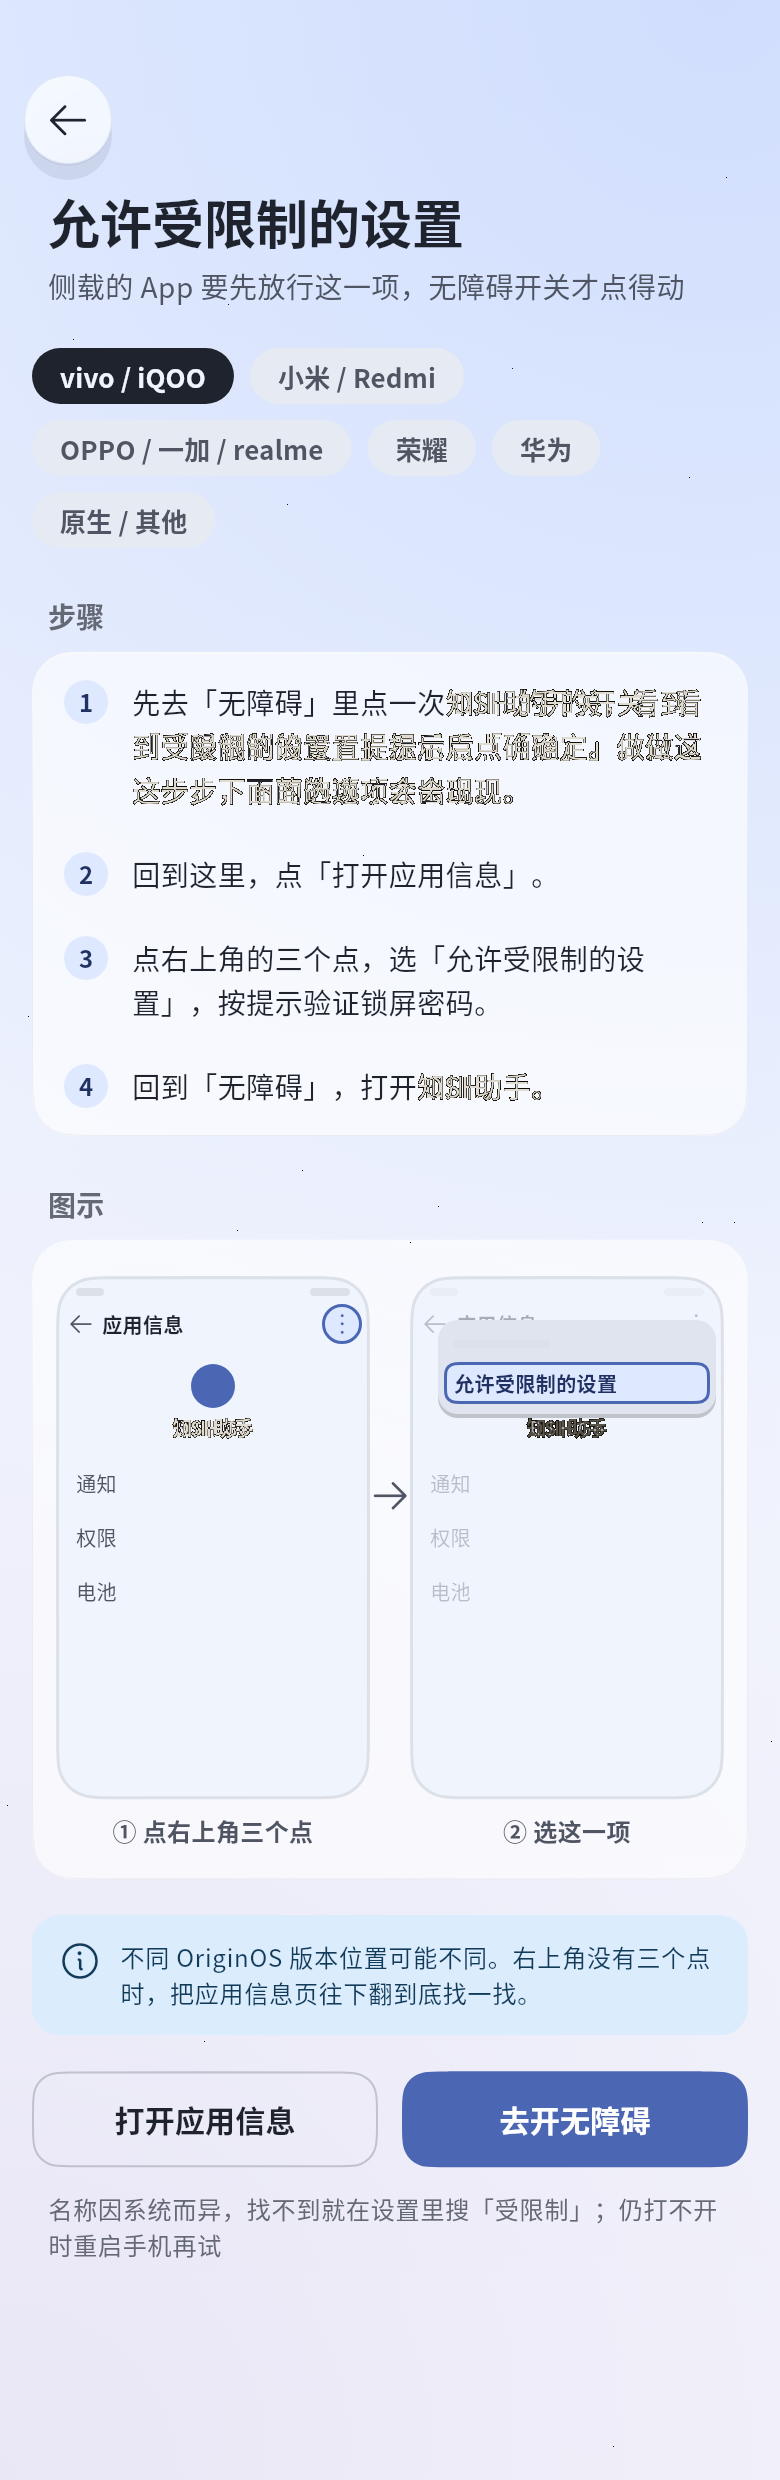 允许受限制的设置
侧载的 App 要先放行这一项，无障碍开关才点得动
vivo / iQOO
小米 / Redmi
OPPO / 一加 / realme
荣耀
华为
原生 / 其他
步骤
1
先去「无障碍」里点一次
2
回到这里，点「打开应用信息」。
3
点右上角的三个点，选「允许受限制的设
置」，按提示验证锁屏密码。
4
回到「无障碍」，打开
图示
应用信息
通知
权限
电池
① 点右上角三个点
允许受限制的设置
通知
权限
电池
② 选这一项
不同 OriginOS 版本位置可能不同。右上角没有三个点
时，把应用信息页往下翻到底找一找。
打开应用信息
去开无障碍
名称因系统而异，找不到就在设置里搜「受限制」；仍打不开
时重启手机再试